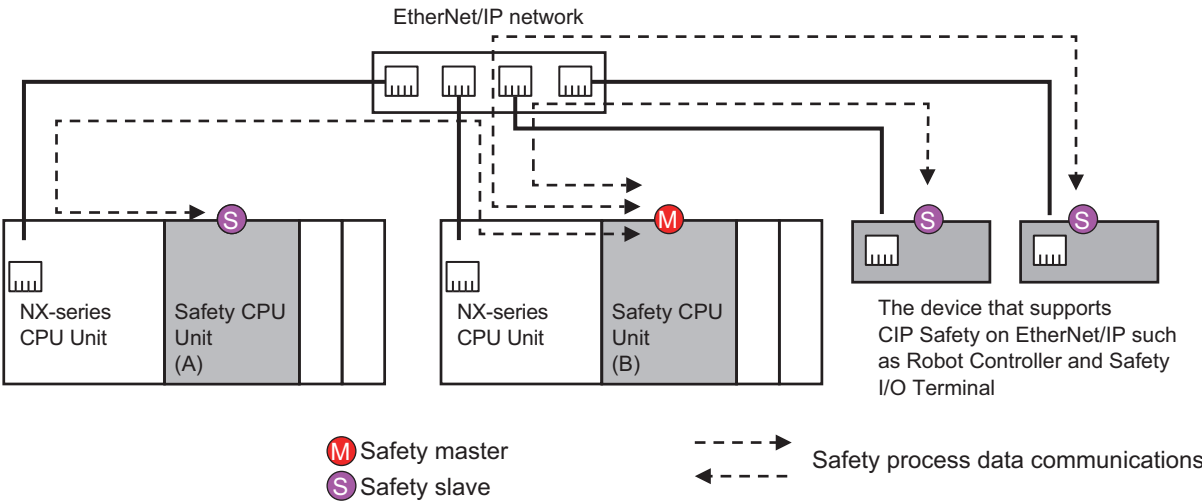 EtherNet/IP network
S
M
S
S
NX-series
CPU Unit
Safety CPU
Unit
(A)
NX-series
CPU Unit
Safety CPU
Unit
(B)
The device that supports
CIP Safety on EtherNet/IP such
as Robot Controller and Safety
I/O Terminal
M Safety master
S Safety slave
Safety process data communications